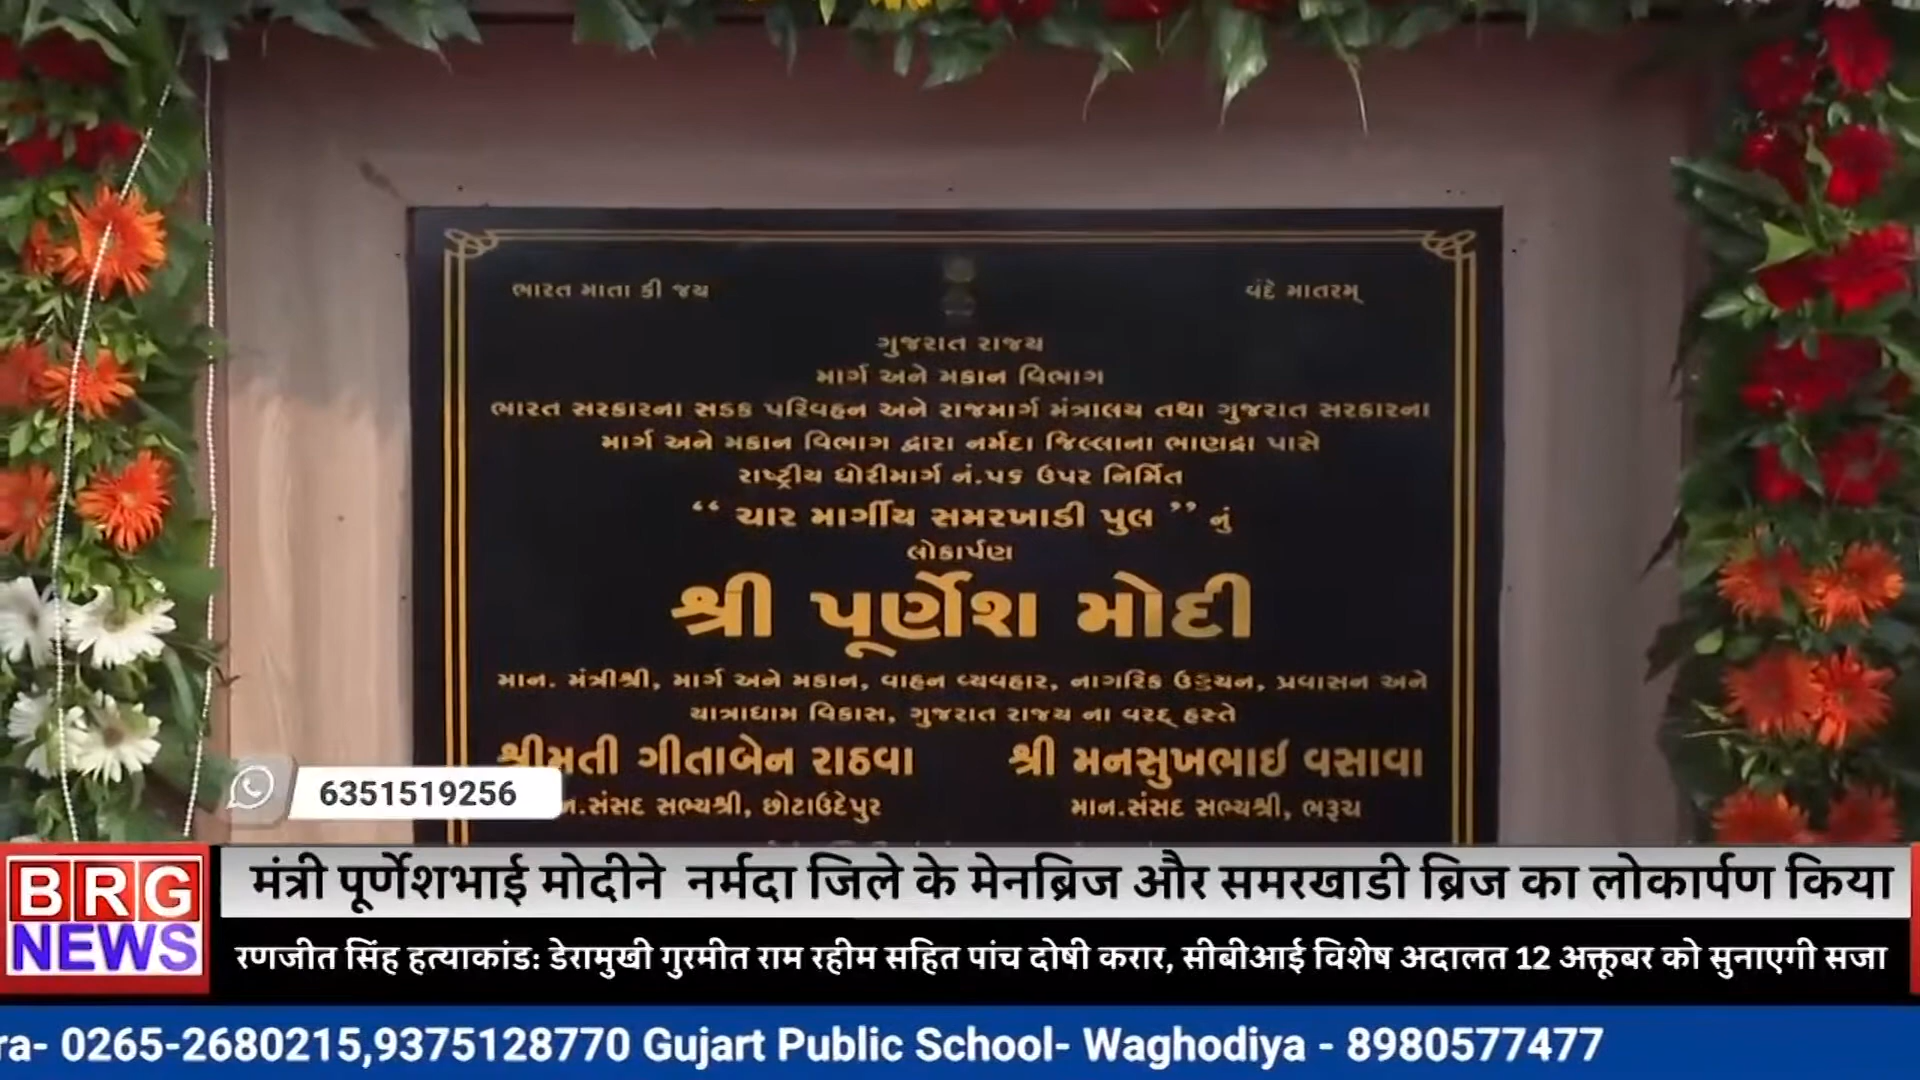 ભારત માતા કી જય
વંદે માતરમ્
ગુજરાત રાજય
માર્ગ અને મકાન વિભાગ
ભારત સરકારના સડક પરિવહન અને રાજમાર્ગ મંત્રાલય તથા ગુજરાત સરકારના
માર્ગ અને મકાન વિભાગ દ્વારા નર્મદા જિલ્લાના ભાણદ્રા પાસે
રાષ્ટ્રીય ધોરીમાર્ગ નં.૫૬ ઉપર નિર્મિત
“ ચાર માર્ગીય સમરખાડી પુલ ” નું
લોકાર્પણ
શ્રી પૂર્ણેશ મોદી
માન. મંત્રીશ્રી, માર્ગ અને મકાન, વાહન વ્યવહાર, નાગરિક ઉડ્ડયન, પ્રવાસન અને
યાત્રાધામ વિકાસ, ગુજરાત રાજય ના વરદ્ હસ્તે
શ્રીમતી ગીતાબેન રાઠવા
શ્રી મનસુખભાઇ વસાવા
ન.સંસદ સભ્યશ્રી, છોટાઉદેપુર
માન.સંસદ સભ્યશ્રી, ભરૂચ
6351519256
BRG
NEWS
मंत्री पूर्णेशभाई मोदीने नर्मदा जिले के मेनब्रिज और समरखाडी ब्रिज का लोकार्पण किया
रणजीत सिंह हत्याकांड: डेरामुखी गुरमीत राम रहीम सहित पांच दोषी करार, सीबीआई विशेष अदालत 12 अक्तूबर को सुनाएगी सजा
ra- 0265-2680215,9375128770 Gujart Public School- Waghodiya - 8980577477